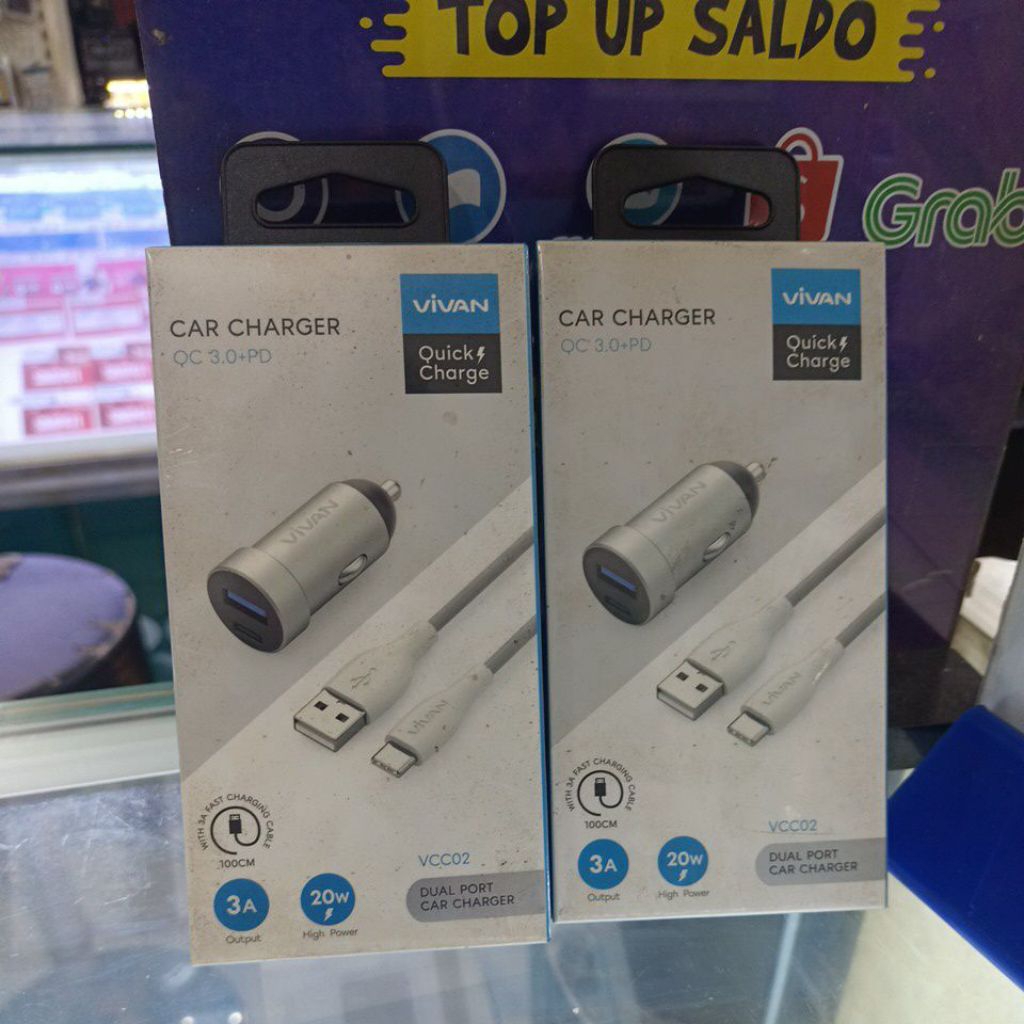 TOP UP SALDO
Grab
CAR CHARGER
QC 3.0+PD
ViVAN
Quick
Charge
ViVAN
ViVAN
WITH 3A FAST CHARGING CABLE
100CM
3A
Output
20W
High Power
VCC02
DUAL PORT
CAR CHARGER
CAR CHARGER
QC 3.0+PD
ViVAN
Quick
Charge
ViVAN
ViVAN
WITH 3A FAST CHARGING CABLE
100CM
3A
Output
20W
High Power
VCC02
DUAL PORT
CAR CHARGER